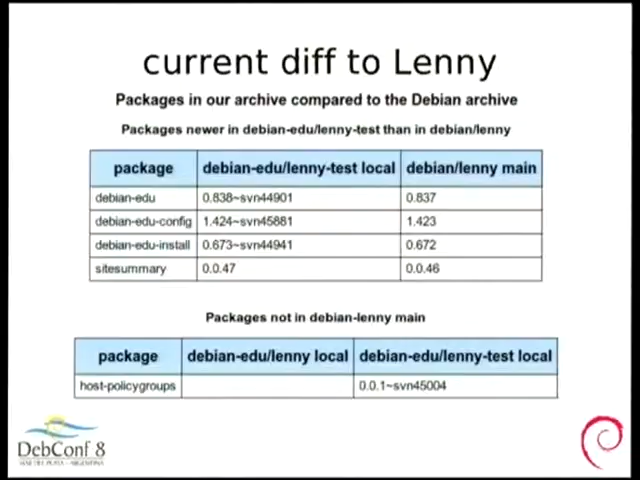 current diff to Lenny
Packages in our archive compared to the Debian archive
Packages newer in debian-edu/lenny-test than in debian/lenny
package debian-edu/lenny-test local debian/lenny main
debian-edu 0.838~svn44901 0.837
debian-edu-config 1.424~svn45881 1.423
debian-edu-install 0.673~svn44941 0.672
sitesummary 0.0.47 0.0.46
Packages not in debian-lenny main
package debian-edu/lenny local debian-edu/lenny-test local
host-policygroups 0.0.1~svn45004
DebConf 8
MAR DEL PLATA - ARGENTINA